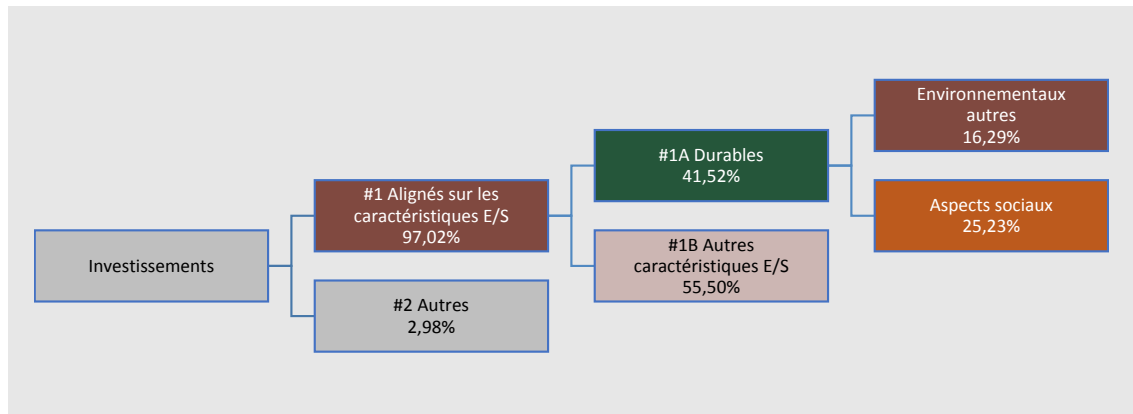 Investissements
#1 Alignés sur les
caractéristiques E/S
97,02%
#2 Autres
2,98%
#1A Durables
41,52%
#1B Autres
caractéristiques E/S
55,50%
Environnementaux
autres
16,29%
Aspects sociaux
25,23%